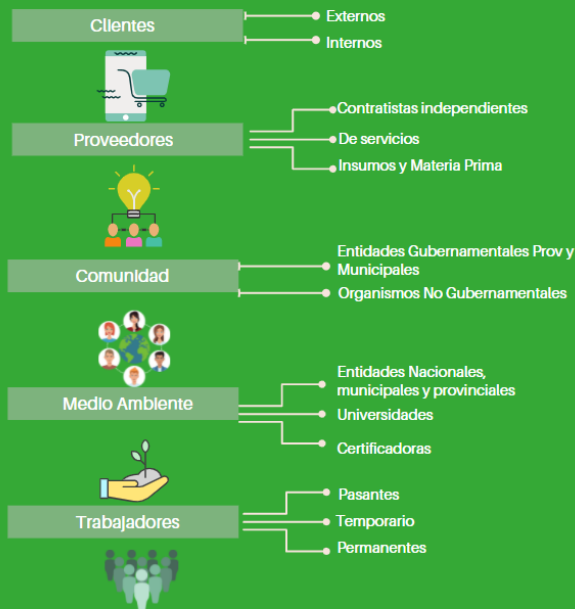 Clientes
Externos
Internos
Proveedores
Contratistas independientes
De servicios
Insumos y Materia Prima
Comunidad
Entidades Gubernamentales Prov y
Municipales
Organismos No Gubernamentales
Medio Ambiente
Entidades Nacionales,
municipales y provinciales
Universidades
Certificadoras
Trabajadores
Pasantes
Temporario
Permanentes